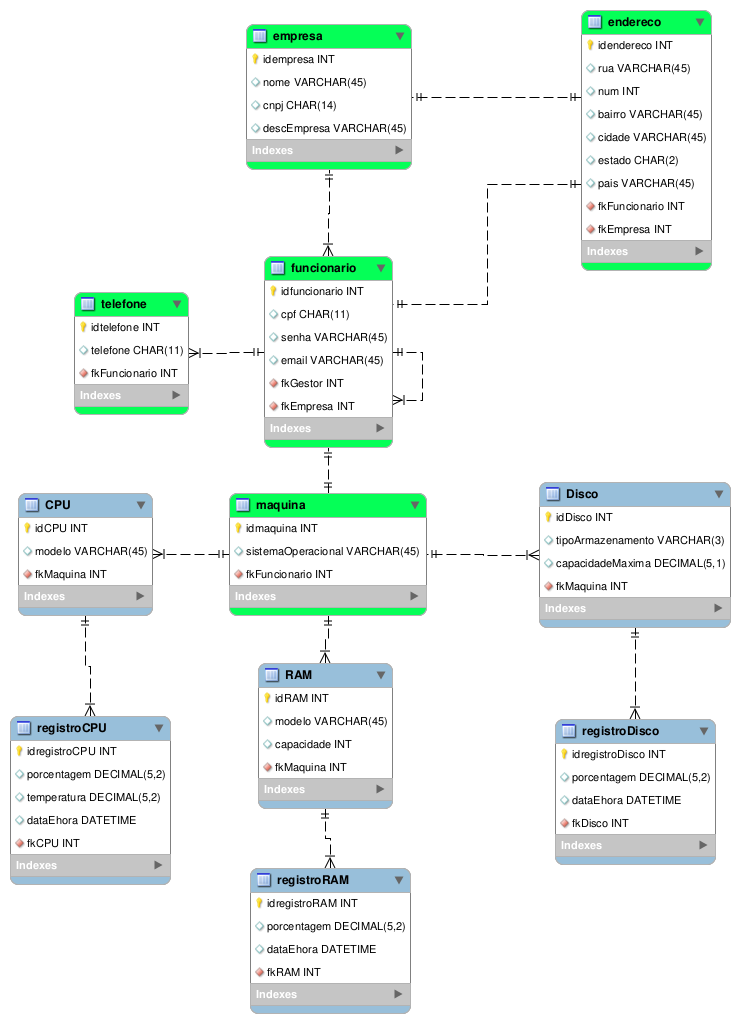 empresa
idempresa INT
nome VARCHAR(45)
cnpj CHAR(14)
descEmpresa VARCHAR(45)
Indexes
endereco
idendereco INT
rua VARCHAR(45)
num INT
bairro VARCHAR(45)
cidade VARCHAR(45)
estado CHAR(2)
pais VARCHAR(45)
fkFuncionario INT
fkEmpresa INT
Indexes
funcionario
idfuncionario INT
cpf CHAR(11)
senha VARCHAR(45)
email VARCHAR(45)
fkGestor INT
fkEmpresa INT
Indexes
telefone
idtelefone INT
telefone CHAR(11)
fkFuncionario INT
Indexes
CPU
idCPU INT
modelo VARCHAR(45)
fkMaquina INT
Indexes
maquina
idmaquina INT
sistemaOperacional VARCHAR(45)
fkFuncionario INT
Indexes
Disco
idDisco INT
tipoArmazenamento VARCHAR(3)
capacidadeMaxima DECIMAL(5,1)
fkMaquina INT
Indexes
RAM
idRAM INT
modelo VARCHAR(45)
capacidade INT
fkMaquina INT
Indexes
registroCPU
idregistroCPU INT
porcentagem DECIMAL(5,2)
temperatura DECIMAL(5,2)
dataEhora DATETIME
fkCPU INT
Indexes
registroDisco
idregistroDisco INT
porcentagem DECIMAL(5,2)
dataEhora DATETIME
fkDisco INT
Indexes
registroRAM
idregistroRAM INT
porcentagem DECIMAL(5,2)
dataEhora DATETIME
fkRAM INT
Indexes